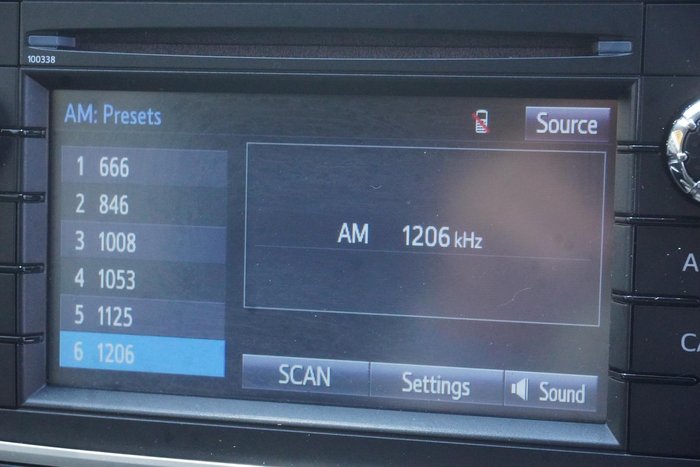 100338
AM: Presets
Source
1 666
2 846
3 1008
4 1053
5 1125
6 1206
AM 1206 kHz
SCAN
Settings
Sound
A
CA